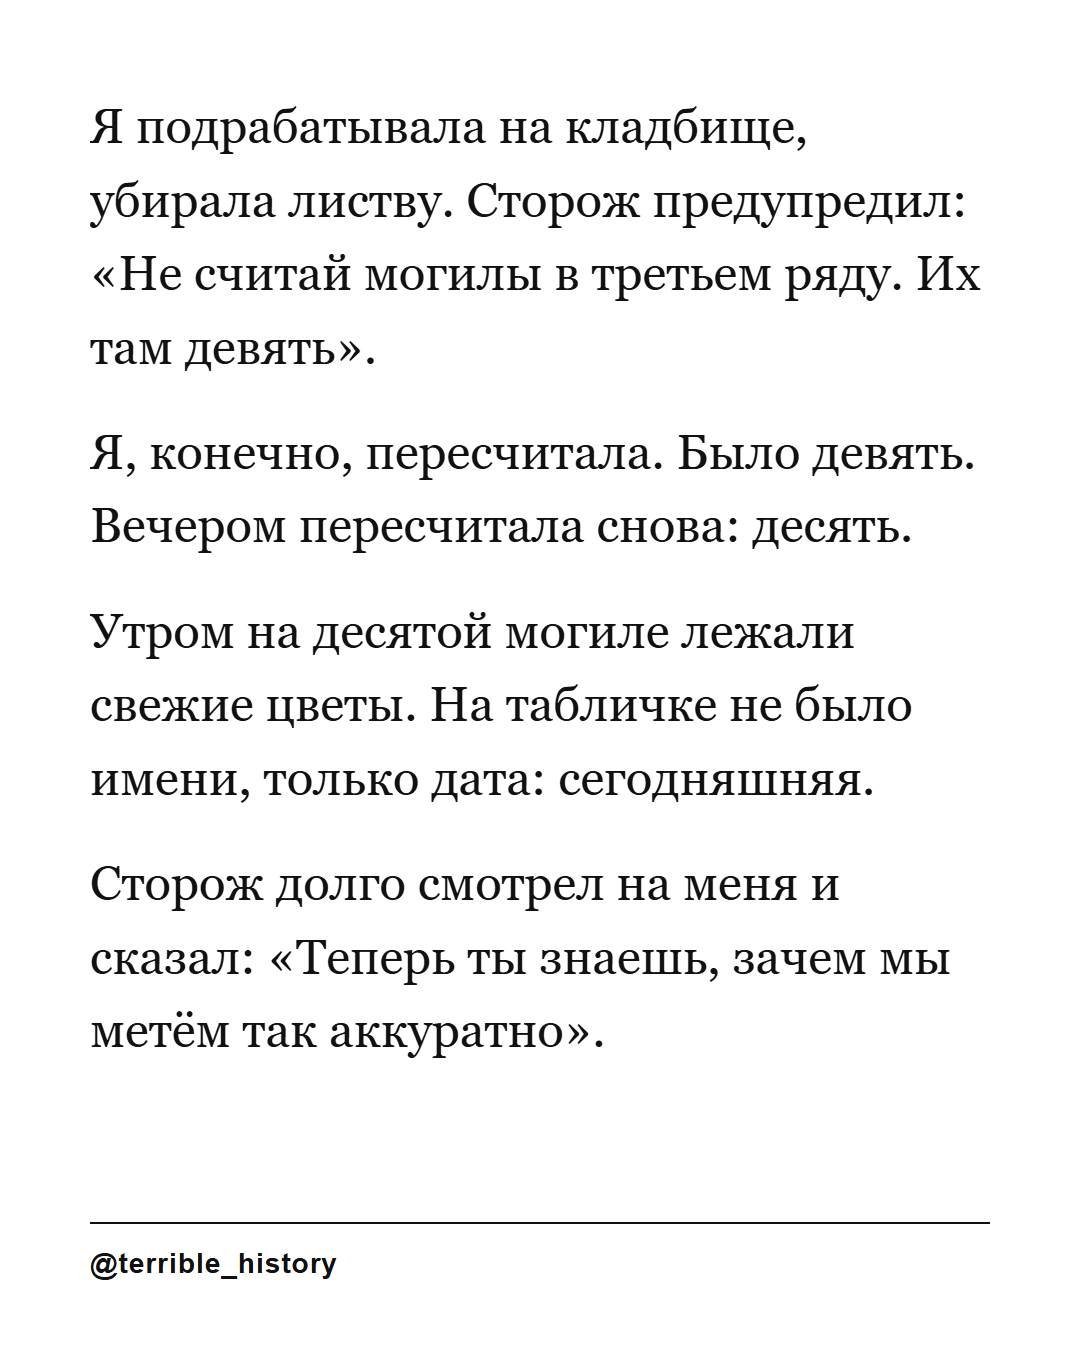 Я подрабатывала на кладбище,
убирала листву. Сторож предупредил:
«Не считай могилы в третьем ряду. Их
там девять».
Я, конечно, пересчитала. Было девять.
Вечером пересчитала снова: десять.
Утром на десятой могиле лежали
свежие цветы. На табличке не было
имени, только дата: сегодняшняя.
Сторож долго смотрел на меня и
сказал: «Теперь ты знаешь, зачем мы
метём так аккуратно».
@terrible_history